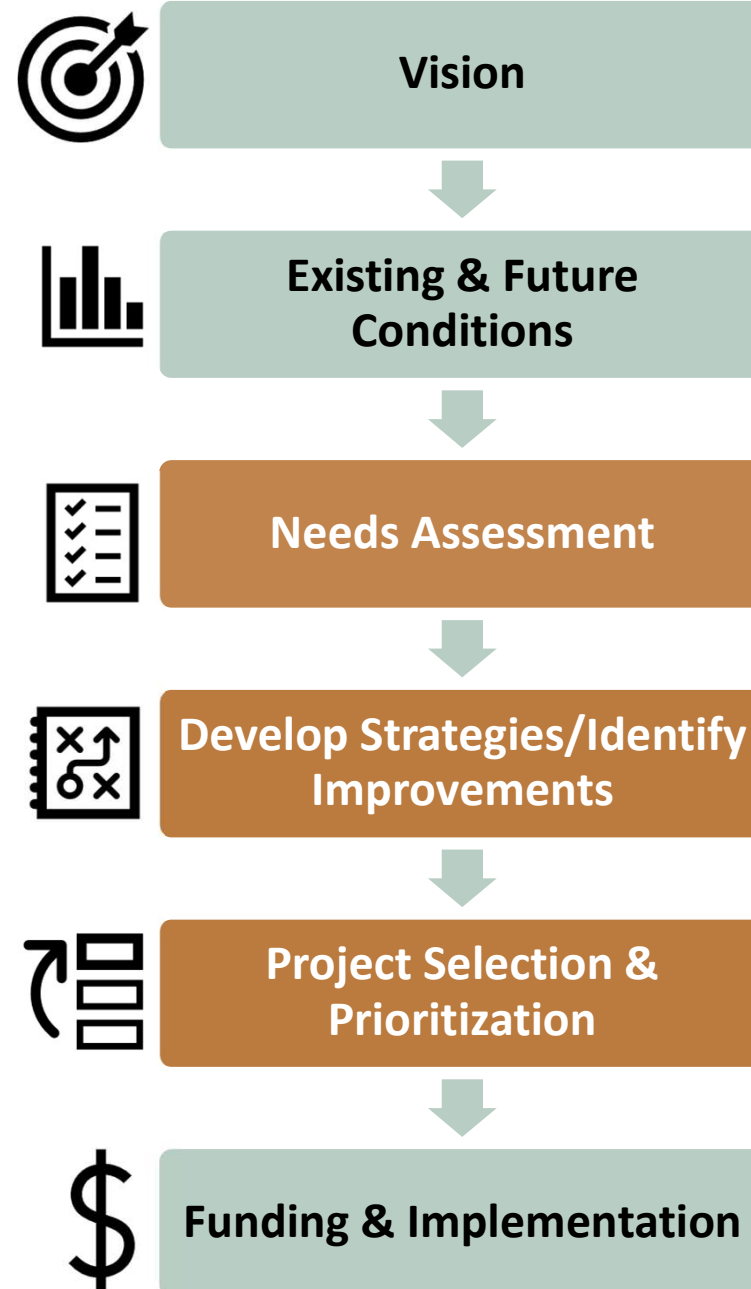 Vision
Existing & Future
Conditions
Needs Assessment
Develop Strategies/Identify
Improvements
Project Selection &
Prioritization
Funding & Implementation